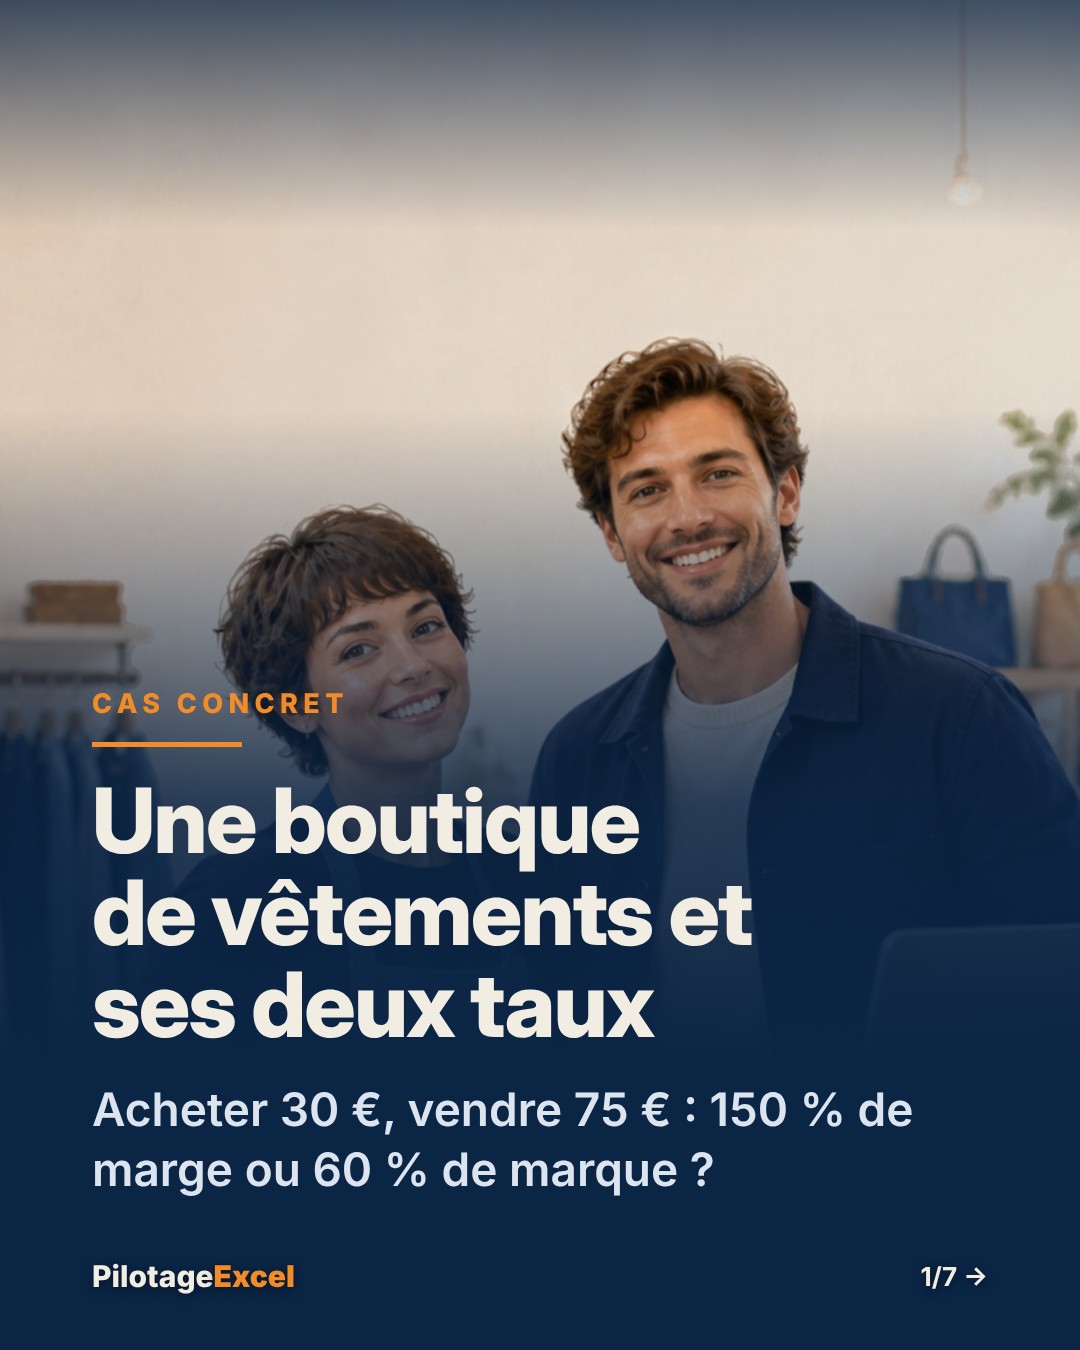 CAS CONCRET
Une boutique
de vêtements et
ses deux taux
Acheter 30 €, vendre 75 € : 150 % de
marge ou 60 % de marque ?
PilotageExcel
1/7 →